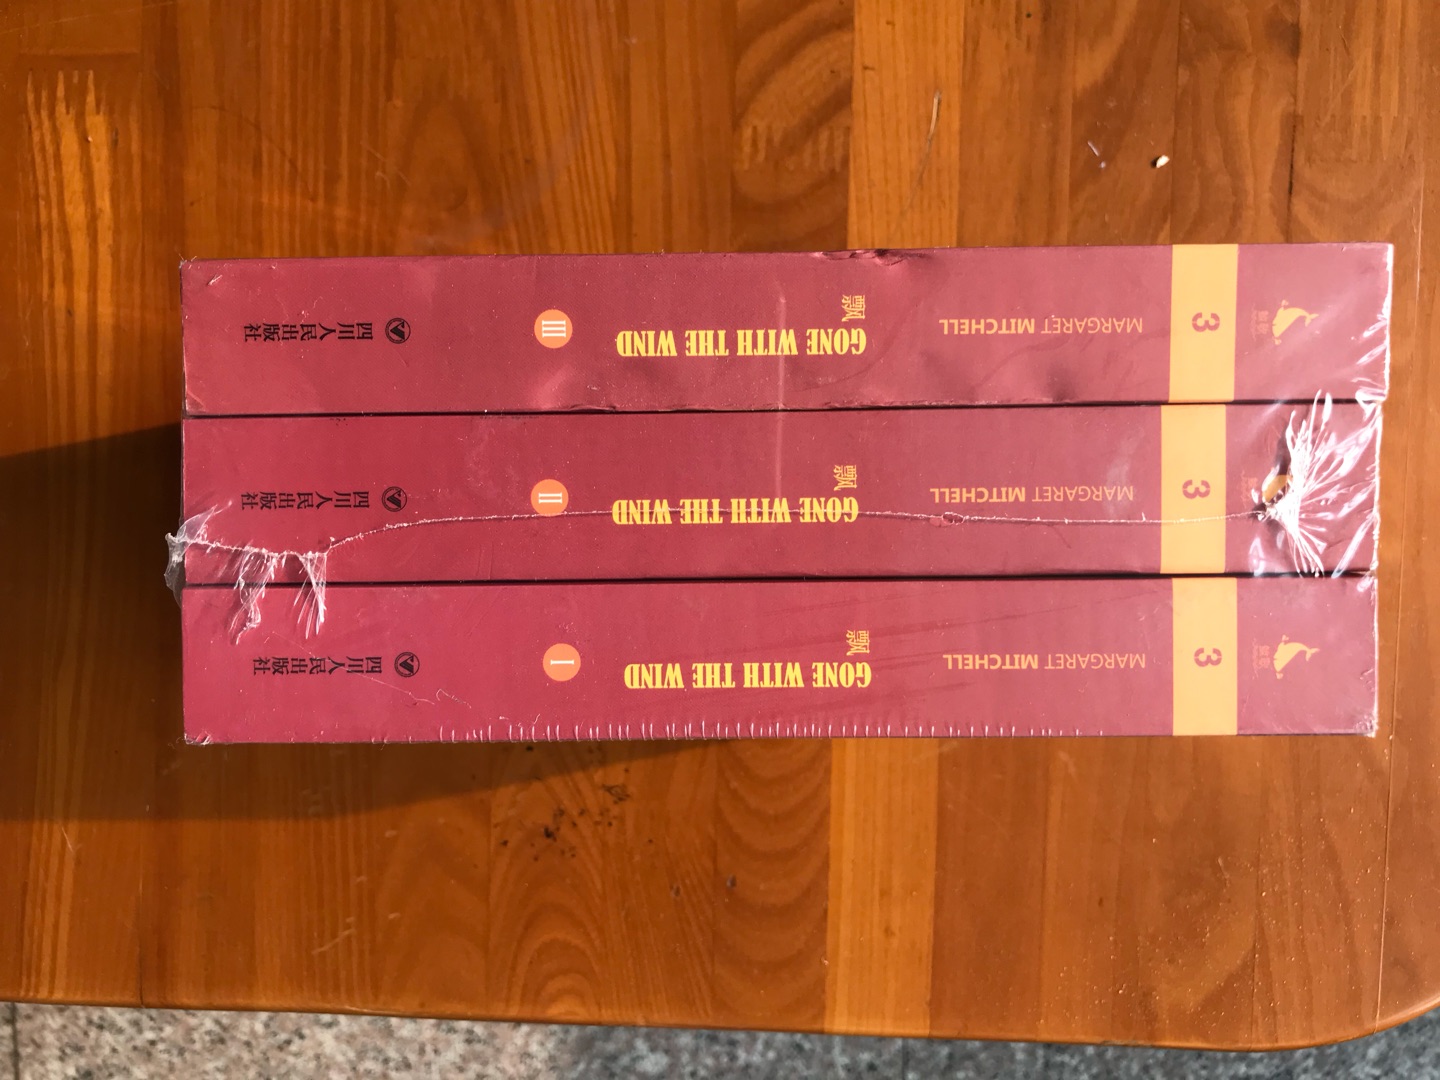 3
MARGARET MITCHELL
飘
GONE WITH THE WIND
I
四川人民出版社
3
MARGARET MITCHELL
飘
GONE WITH THE WIND
II
四川人民出版社
3
MARGARET MITCHELL
飘
GONE WITH THE WIND
III
四川人民出版社